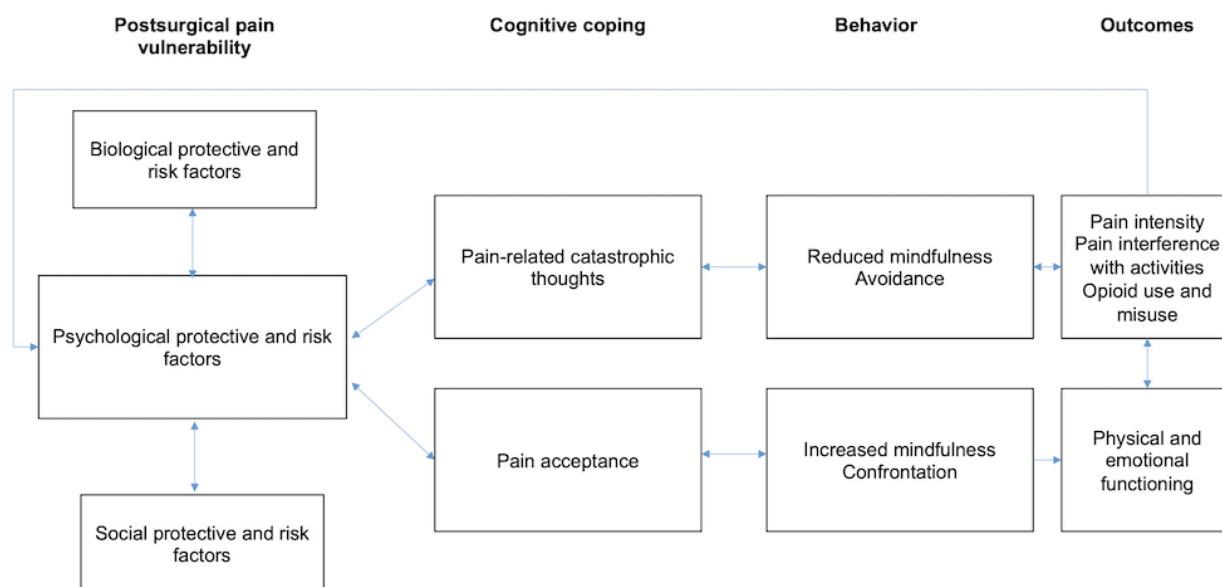 Postsurgical pain
vulnerability
Cognitive coping
Behavior
Outcomes
Biological protective and
risk factors
Psychological protective and risk
factors
Social protective and risk
factors
Pain-related catastrophic
thoughts
Pain acceptance
Reduced mindfulness
Avoidance
Increased mindfulness
Confrontation
Pain intensity
Pain interference
with activities
Opioid use and
misuse
Physical and
emotional
functioning